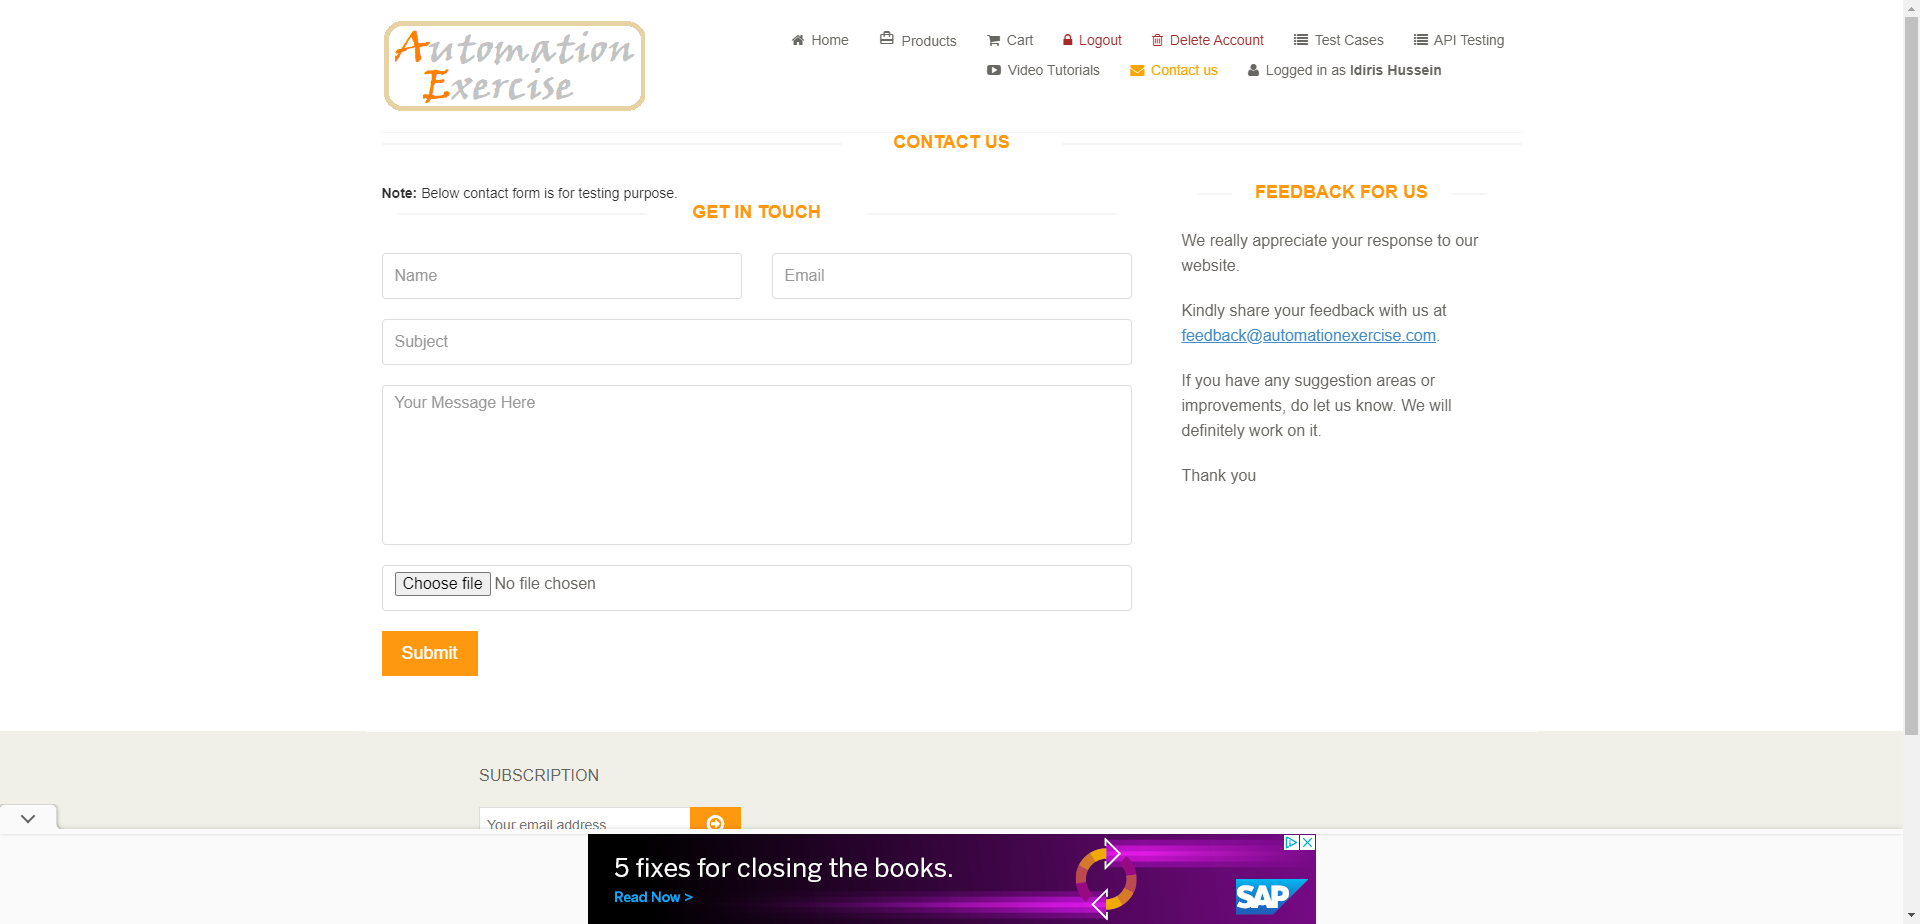 Automation
Exercise
Home
Products
Cart
Logout
Delete Account
Test Cases
API Testing
Video Tutorials
Contact us
Logged in as Idiris Hussein
CONTACT US
Note: Below contact form is for testing purpose.
GET IN TOUCH
Name
Email
Subject
Your Message Here
Choose file No file chosen
Submit
FEEDBACK FOR US
We really appreciate your response to our
website.
Kindly share your feedback with us at
feedback@automationexercise.com.
If you have any suggestion areas or
improvements, do let us know. We will
definitely work on it.
Thank you
SUBSCRIPTION
Your email address
5 fixes for closing the books.
Read Now >
SAP